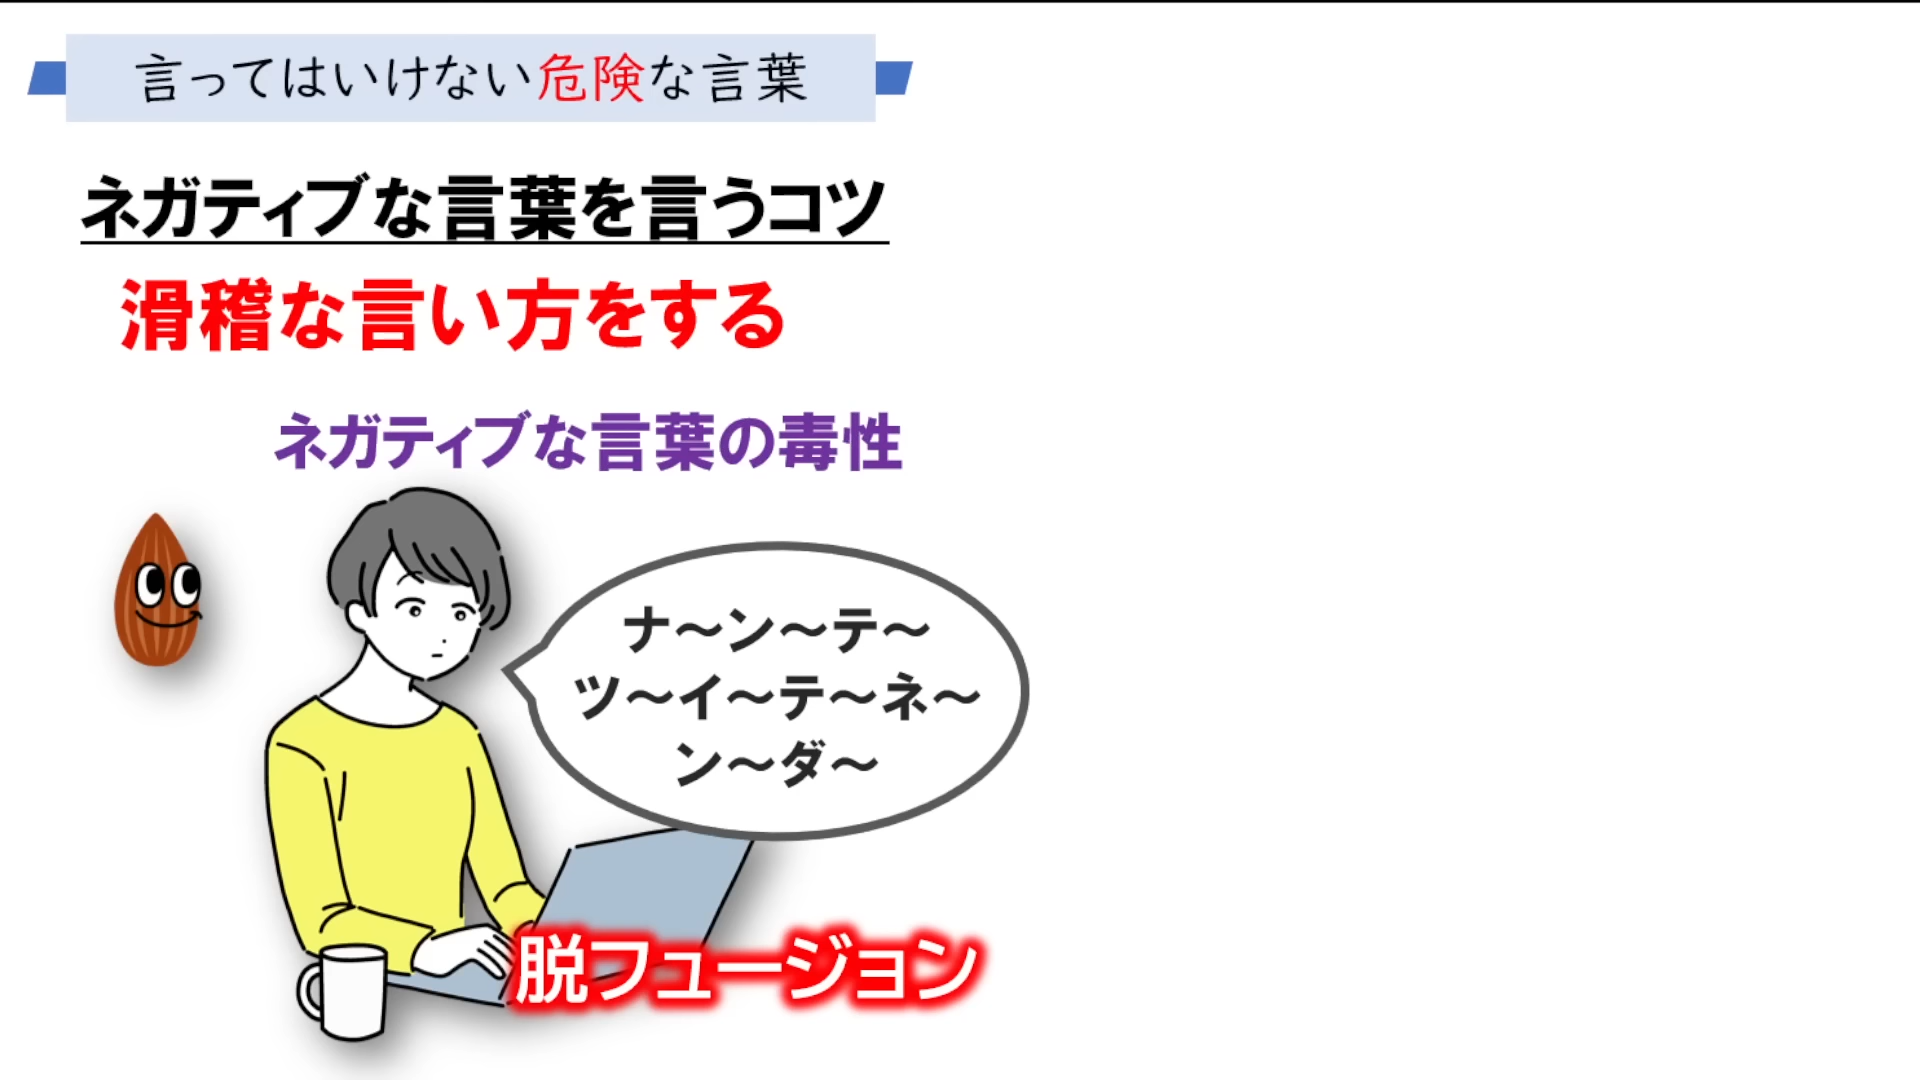 言ってはいけない危険な言葉
ネガティブな言葉を言うコツ
滑稽な言い方をする
ネガティブな言葉の毒性
ナ～ン～テ～
ツ～イ～テ～ネ～
ン～ダ～
脱フュージョン